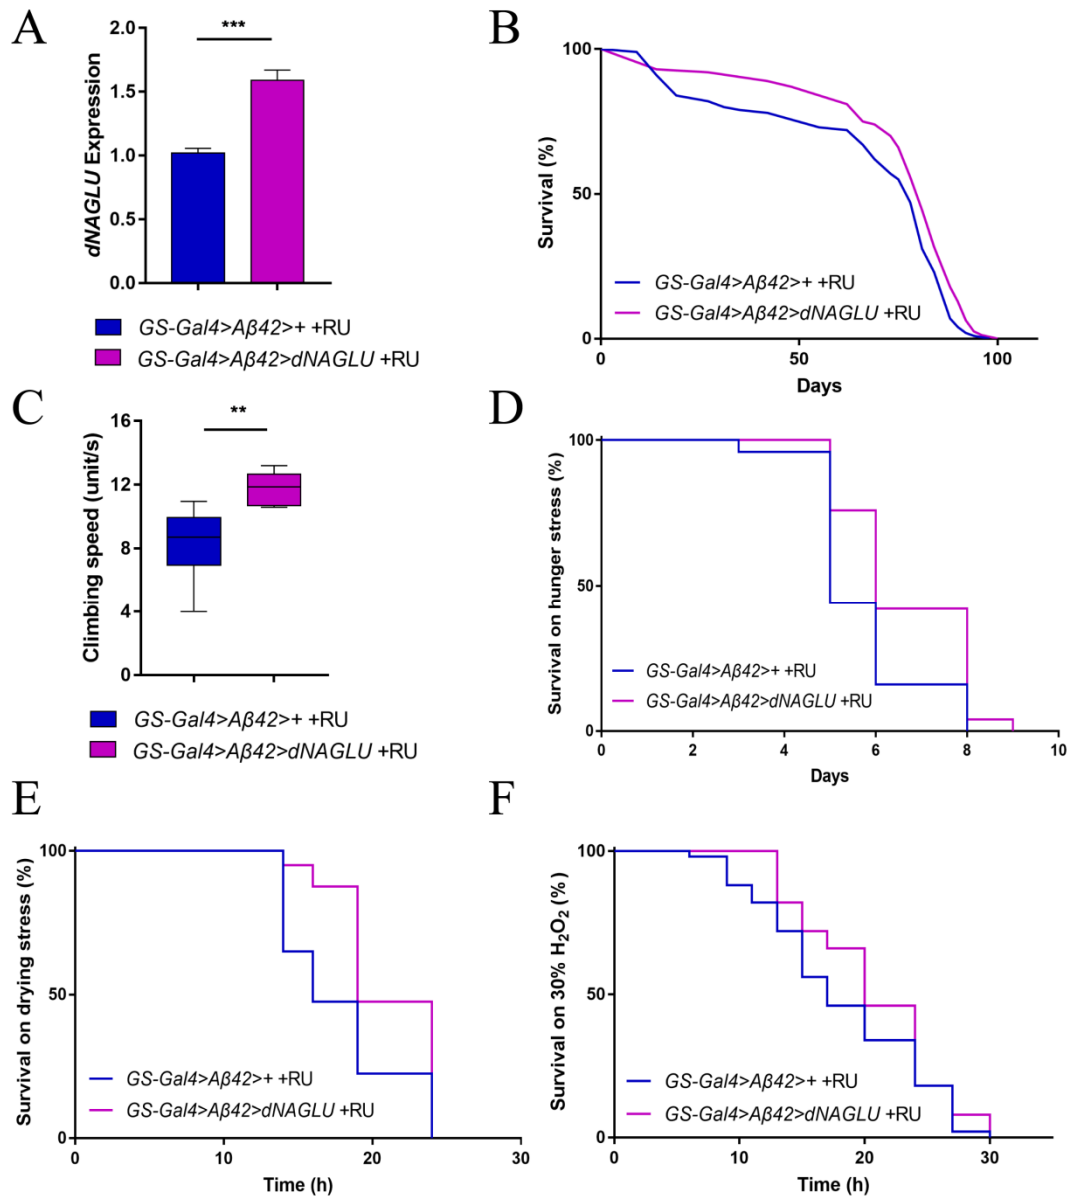 A
***
dNAGLU Expression
2.0
1.5
1.0
0.5
0.0
GS-Gal4>Aβ42>+ +RU
GS-Gal4>Aβ42>dNAGLU +RU
B
Survival (%)
100
50
0
GS-Gal4>Aβ42>+ +RU
GS-Gal4>Aβ42>dNAGLU +RU
0 50 100
Days
C
**
Climbing speed (unit/s)
16
12
8
4
0
GS-Gal4>Aβ42>+ +RU
GS-Gal4>Aβ42>dNAGLU +RU
D
Survival on hunger stress (%)
100
50
0
GS-Gal4>Aβ42>+ +RU
GS-Gal4>Aβ42>dNAGLU +RU
0 2 4 6 8 10
Days
E
Survival on drying stress (%)
100
50
0
GS-Gal4>Aβ42>+ +RU
GS-Gal4>Aβ42>dNAGLU +RU
0 10 20 30
Time (h)
F
Survival on 30% H₂O₂ (%)
100
50
0
GS-Gal4>Aβ42>+ +RU
GS-Gal4>Aβ42>dNAGLU +RU
0 10 20 30
Time (h)